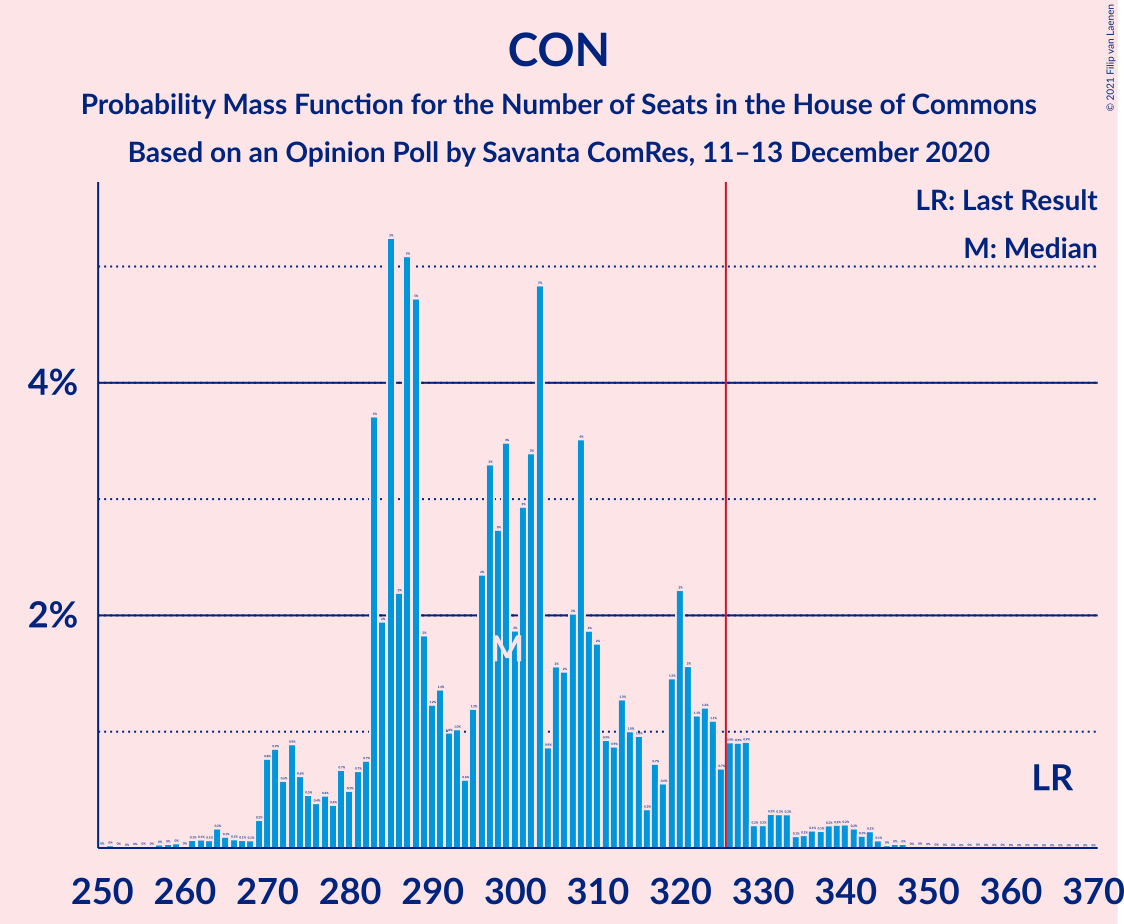 CON
Probability Mass Function for the Number of Seats in the House of Commons
Based on an Opinion Poll by Savanta ComRes, 11–13 December 2020
© 2021 Filip van Laenen
LR: Last Result
M: Median
4%
2%
M
LR
250 260 270 280 290 300 310 320 330 340 350 360 370